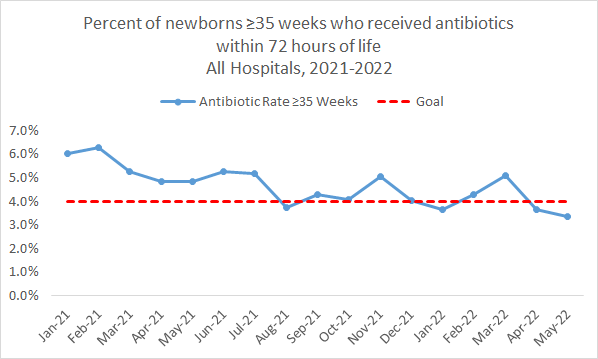 Percent of newborns ≥35 weeks who received antibiotics
within 72 hours of life
All Hospitals, 2021-2022
Antibiotic Rate ≥35 Weeks Goal
7.0%
6.0%
5.0%
4.0%
3.0%
2.0%
1.0%
0.0%
Jan-21 Feb-21 Mar-21 Apr-21 May-21 Jun-21 Jul-21 Aug-21 Sep-21 Oct-21 Nov-21 Dec-21 Jan-22 Feb-22 Mar-22 Apr-22 May-22